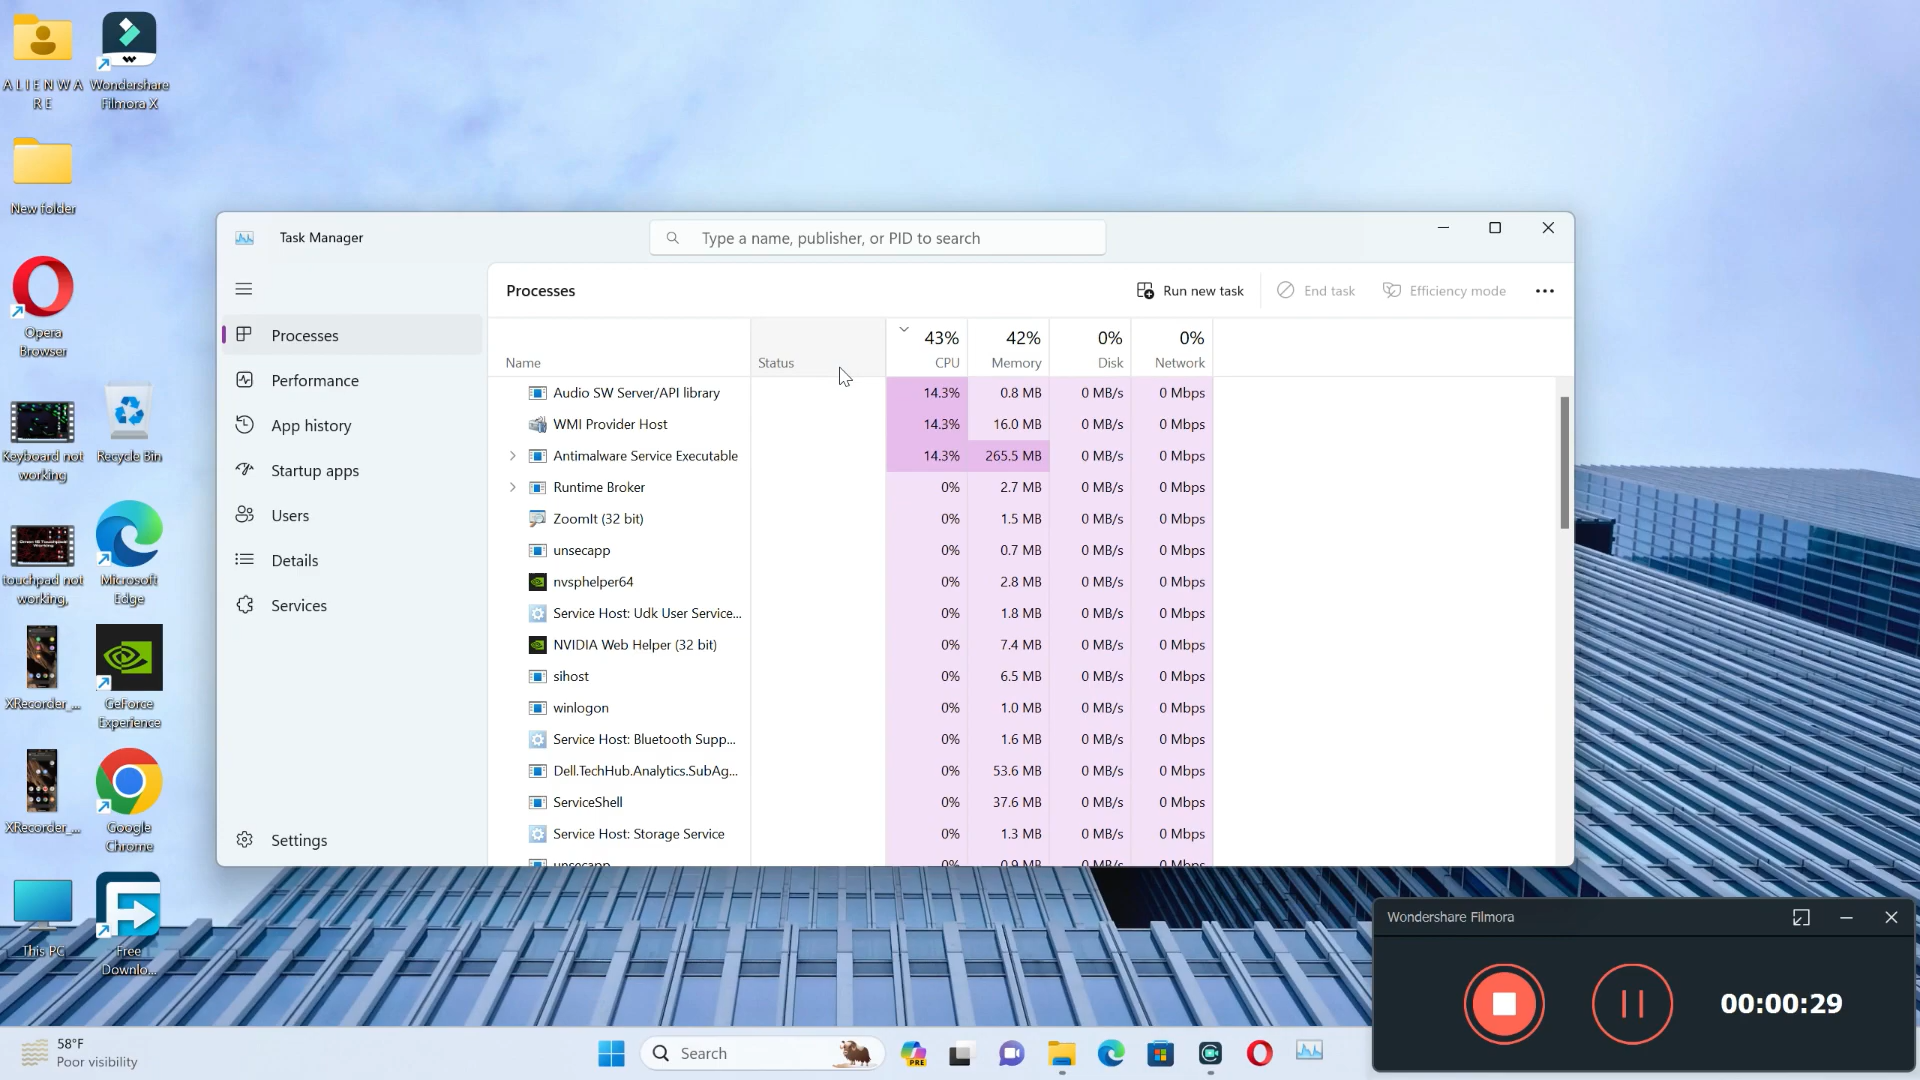 A L I E N W A
R E
Wondershare
Filmora X
New folder
Opera
Browser
Keyboard not
working
Recycle Bin
touchpad not
working,
Microsoft
Edge
XRecorder_...
GeForce
Experience
XRecorder_...
Google
Chrome
This PC
Free
Downlo...
Task Manager
Type a name, publisher, or PID to search
Processes
Performance
App history
Startup apps
Users
Details
Services
Settings
Processes
Run new task
End task
Efficiency mode
43% 42% 0% 0%
Name Status CPU Memory Disk Network
Audio SW Server/API library 14.3% 0.8 MB 0 MB/s 0 Mbps
WMI Provider Host 14.3% 16.0 MB 0 MB/s 0 Mbps
Antimalware Service Executable 14.3% 265.5 MB 0 MB/s 0 Mbps
Runtime Broker 0% 2.7 MB 0 MB/s 0 Mbps
ZoomIt (32 bit) 0% 1.5 MB 0 MB/s 0 Mbps
unsecapp 0% 0.7 MB 0 MB/s 0 Mbps
nvsphelper64 0% 2.8 MB 0 MB/s 0 Mbps
Service Host: Udk User Service... 0% 1.8 MB 0 MB/s 0 Mbps
NVIDIA Web Helper (32 bit) 0% 7.4 MB 0 MB/s 0 Mbps
sihost 0% 6.5 MB 0 MB/s 0 Mbps
winlogon 0% 1.0 MB 0 MB/s 0 Mbps
Service Host: Bluetooth Supp... 0% 1.6 MB 0 MB/s 0 Mbps
Dell.TechHub.Analytics.SubAg... 0% 53.6 MB 0 MB/s 0 Mbps
ServiceShell 0% 37.6 MB 0 MB/s 0 Mbps
Service Host: Storage Service 0% 1.3 MB 0 MB/s 0 Mbps
unsecapp 0% 0.9 MB 0 MB/s 0 Mbps
Wondershare Filmora
00:00:29
58°F
Poor visibility
Search
PRE